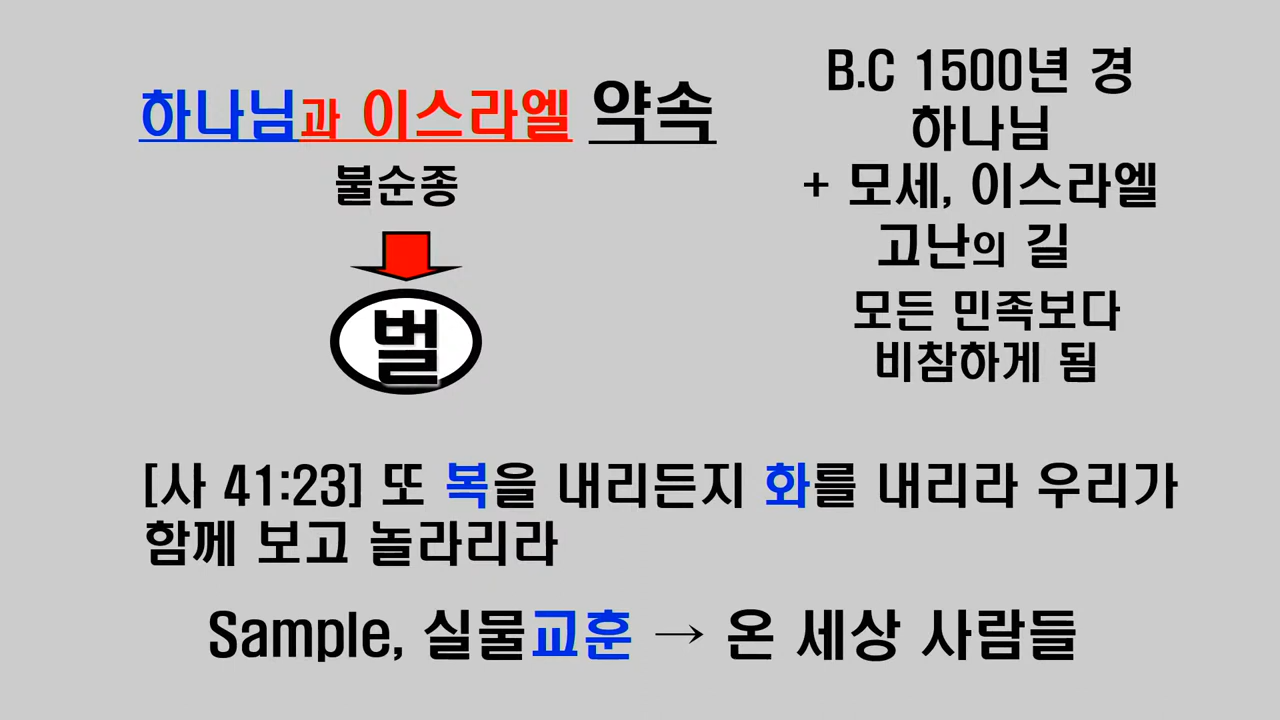 하나님과 이스라엘 약속
불순종
벌
B.C 1500년 경
하나님
+ 모세, 이스라엘
고난의 길
모든 민족보다
비참하게 됨
[사 41:23] 또 복을 내리든지 화를 내리라 우리가
함께 보고 놀라리라
Sample, 실물교훈 → 온 세상 사람들